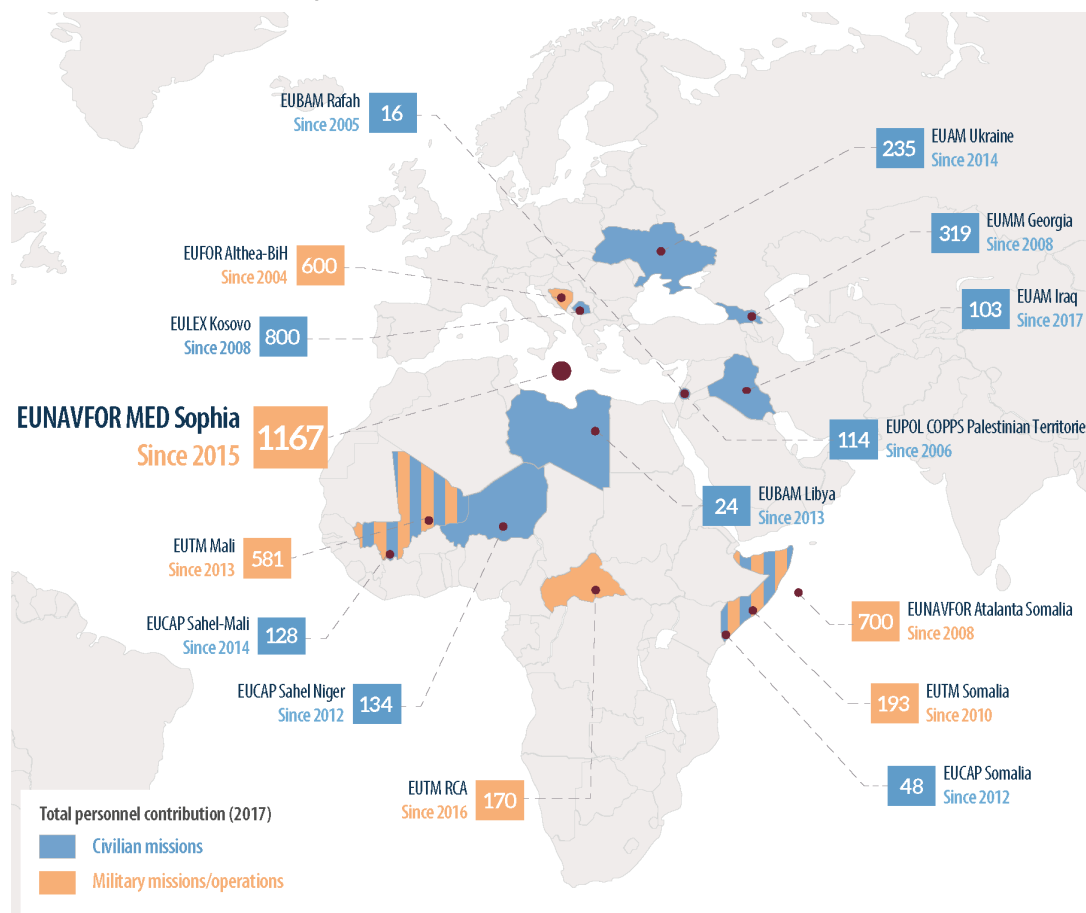 EUBAM Rafah
Since 2005
16
235
EUAM Ukraine
Since 2014
319
EUMM Georgia
Since 2008
EUFOR Althea-BiH
Since 2004
600
103
EUAM Iraq
Since 2017
EULEX Kosovo
Since 2008
800
EUNAVFOR MED Sophia
Since 2015
1167
114
EUPOL COPPS Palestinian Territorie
Since 2006
24
EUBAM Libya
Since 2013
EUTM Mali
Since 2013
581
EUCAP Sahel-Mali
Since 2014
128
700
EUNAVFOR Atalanta Somalia
Since 2008
EUCAP Sahel Niger
Since 2012
134
193
EUTM Somalia
Since 2010
EUTM RCA
Since 2016
170
48
EUCAP Somalia
Since 2012
Total personnel contribution (2017)
Civilian missions
Military missions/operations